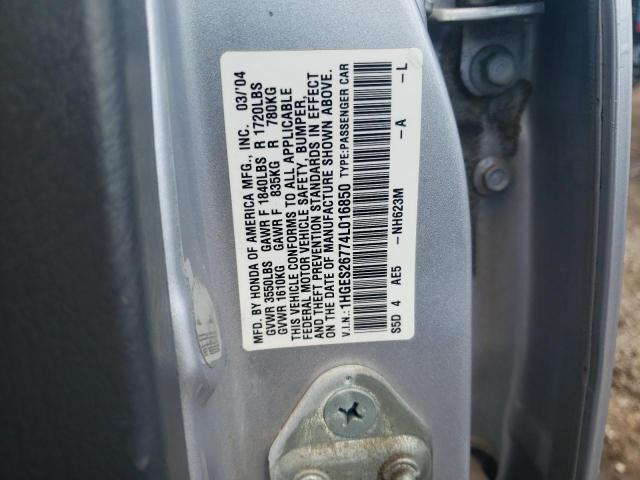 MFD. BY HONDA OF AMERICA MFG., INC. 03/'04
GVWR 3550LBS GAWR F 1840LBS R 1720LBS
GVWR 1610KG GAWR F 835KG R 780KG
THIS VEHICLE CONFORMS TO ALL APPLICABLE
FEDERAL MOTOR VEHICLE SAFETY, BUMPER,
AND THEFT PREVENTION STANDARDS IN EFFECT
ON THE DATE OF MANUFACTURE SHOWN ABOVE.
V.I.N.: 1HGES26774L016850 TYPE:PASSENGER CAR
S5D 4 AE5 -NH623M -A -L